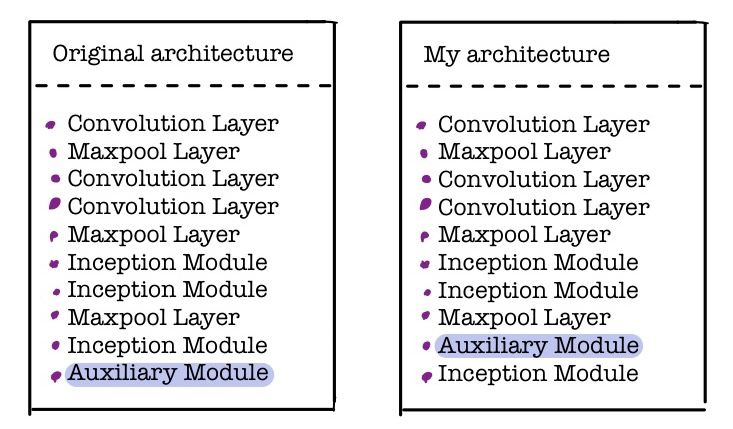 Original architecture
Convolution Layer
Maxpool Layer
Convolution Layer
Convolution Layer
Maxpool Layer
Inception Module
Inception Module
Maxpool Layer
Inception Module
Auxiliary Module
My architecture
Convolution Layer
Maxpool Layer
Convolution Layer
Convolution Layer
Maxpool Layer
Inception Module
Inception Module
Maxpool Layer
Auxiliary Module
Inception Module